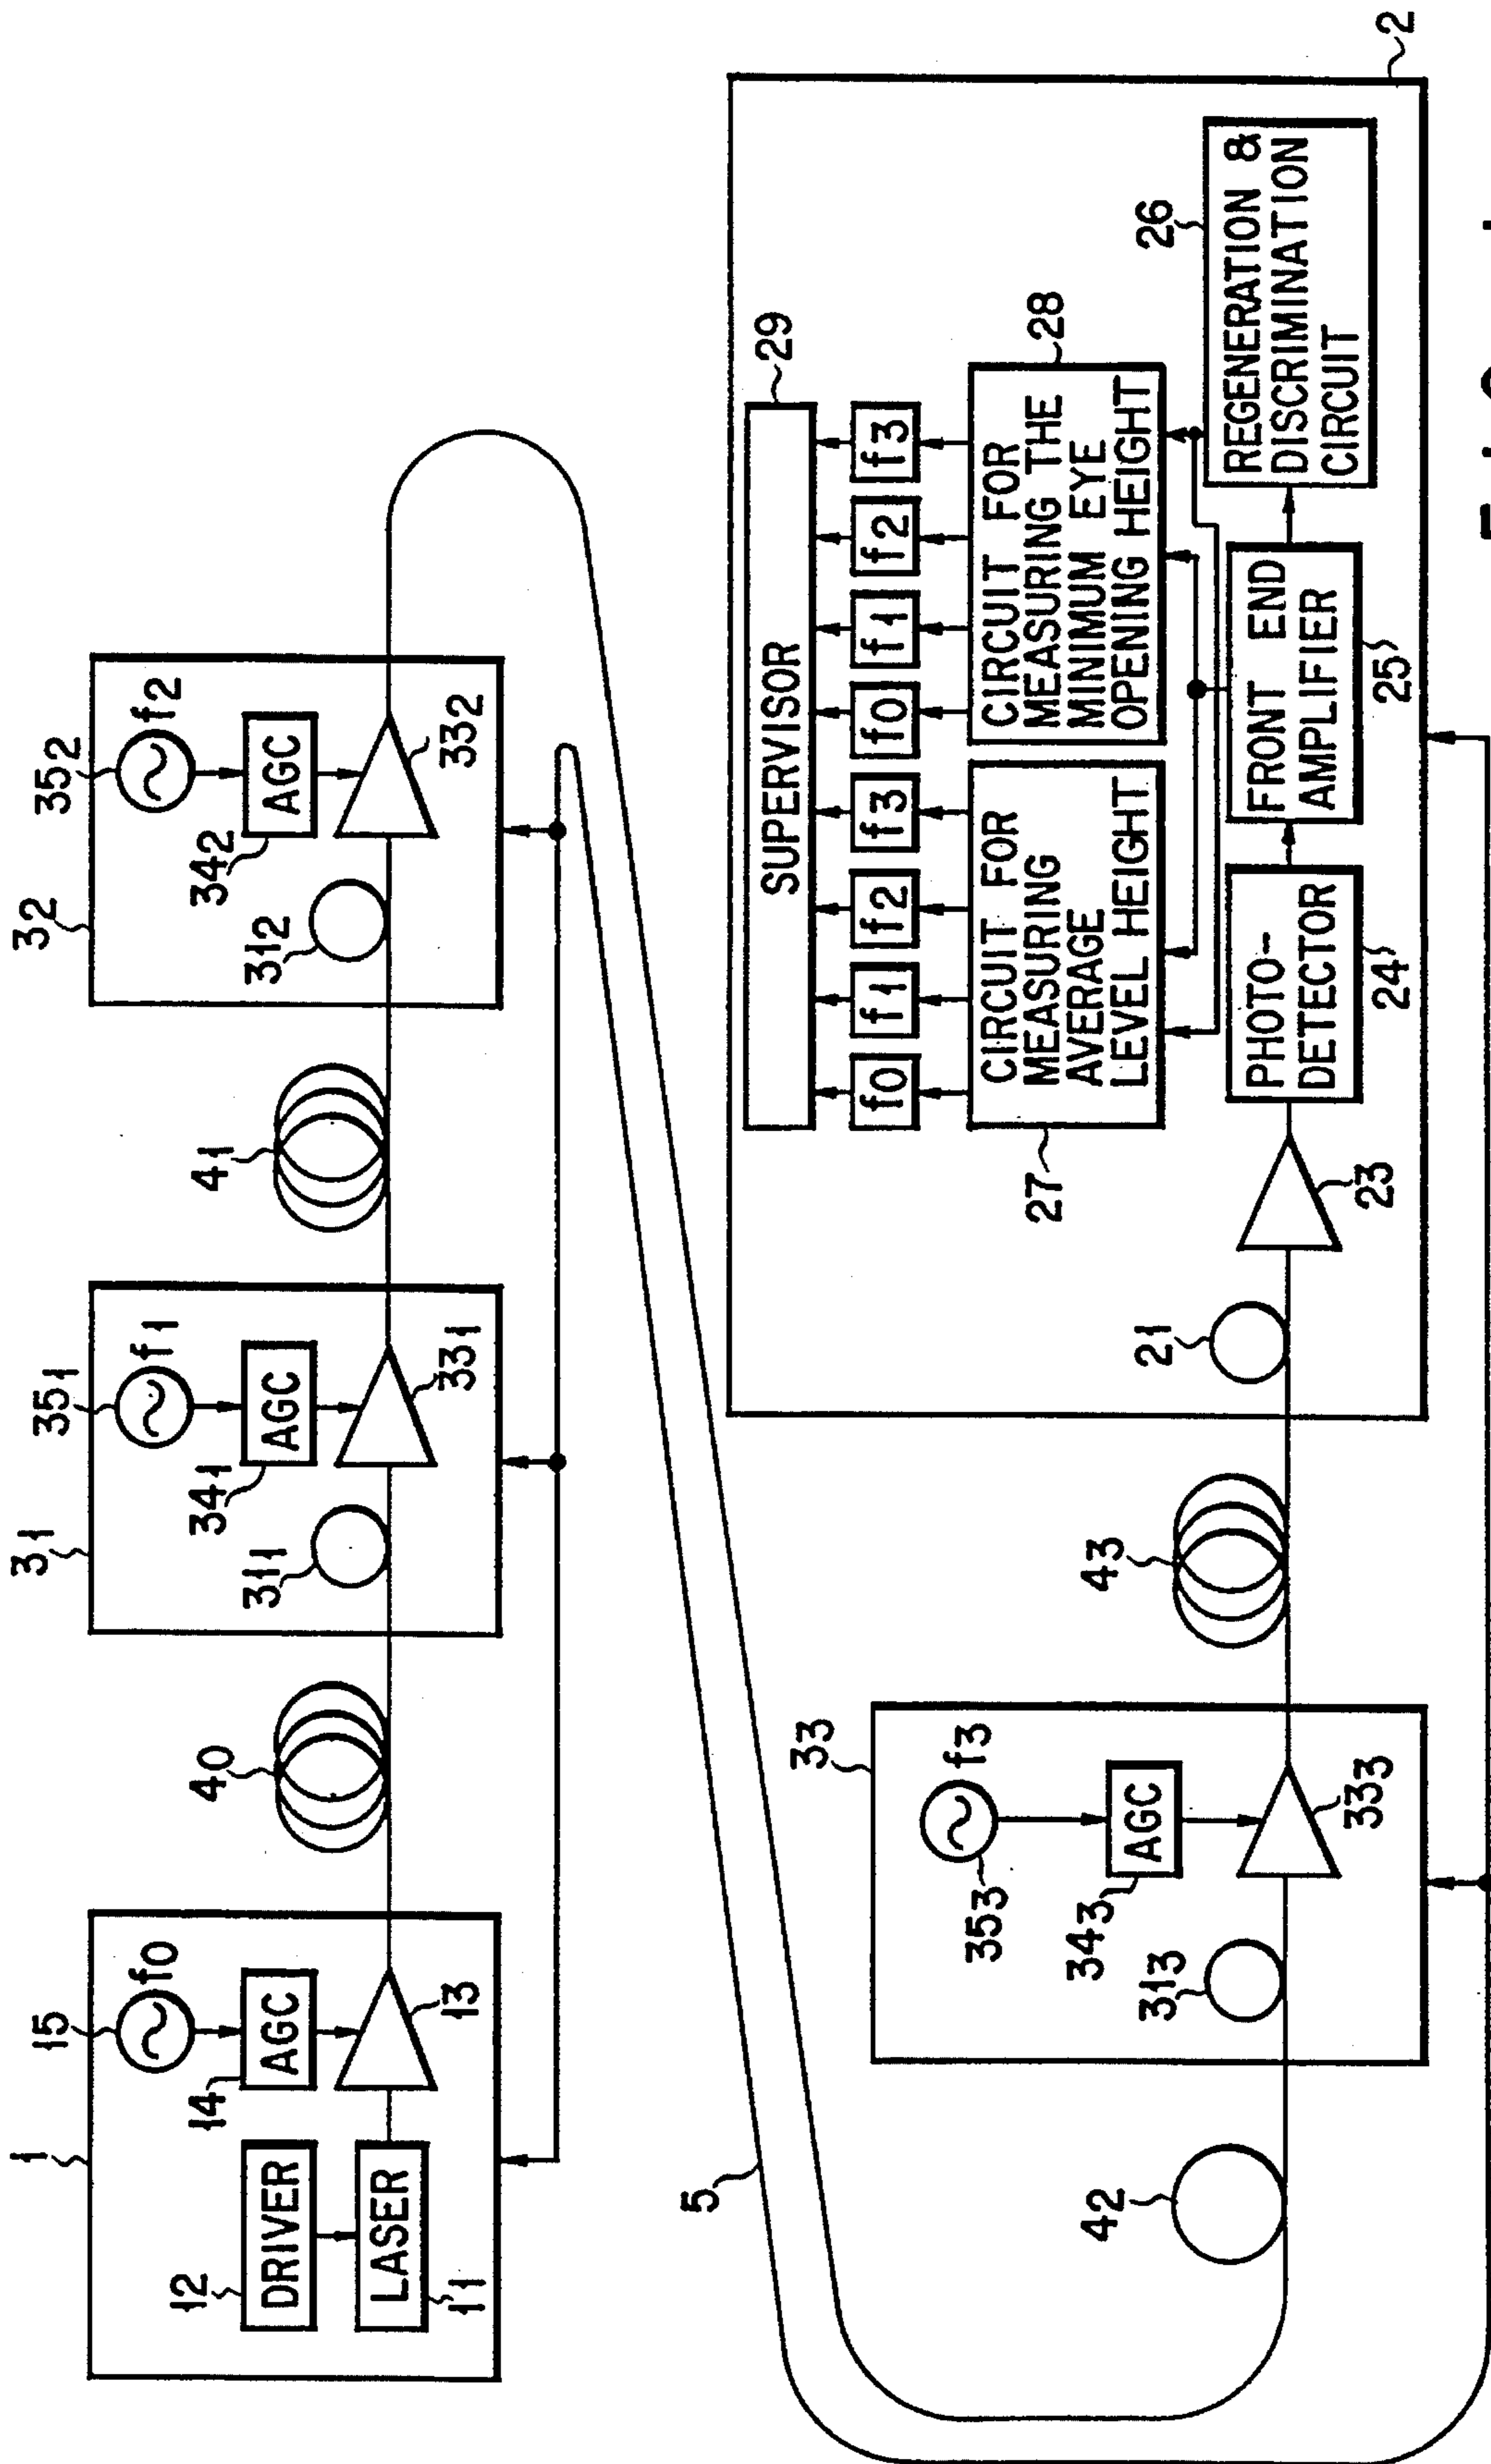 1
12
DRIVER
LASER
11
14
AGC
15
f0
13
40
31
311
341
AGC
351
f1
331
41
32
312
342
AGC
352
f2
332
5
42
33
313
343
AGC
353
f3
333
43
2
21
23
PHOTO-
DETECTOR
24
FRONT END
AMPLIFIER
25
REGENERATION &
DISCRIMINATION
CIRCUIT
26
27
CIRCUIT FOR
MEASURING
AVERAGE
LEVEL HEIGHT
28
CIRCUIT FOR
MEASURING THE
MINIMUM EYE
OPENING HEIGHT
f0
f1
f2
f3
f0
f1
f2
f3
SUPERVISOR
29